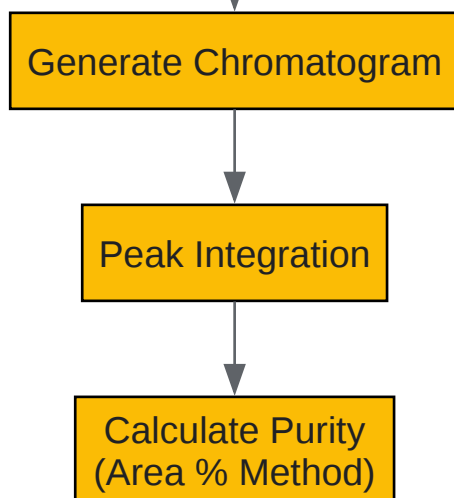 Generate Chromatogram
Peak Integration
Calculate Purity
(Area % Method)